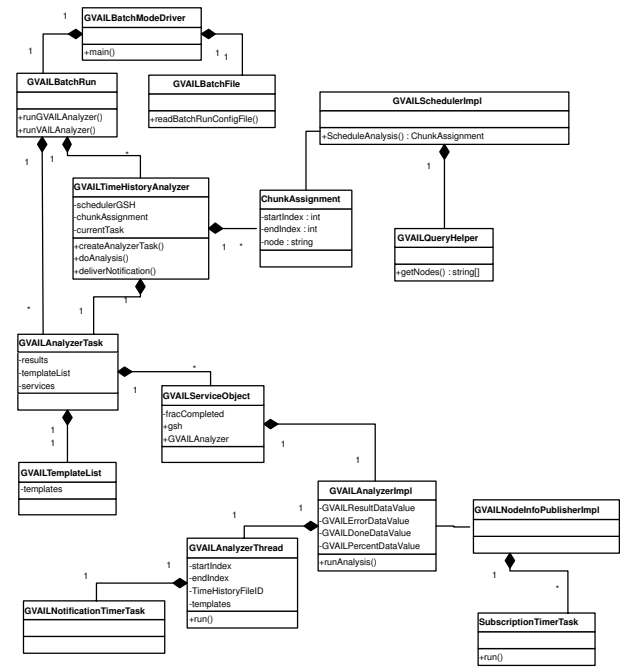 GVAILBatchModeDriver
+main()
1
1
1
1
GVAILBatchRun
+runGVAILAnalyzer()
+runVAILAnalyzer()
GVAILBatchFile
+readBatchRunConfigFile()
GVAILSchedulerImpl
+ScheduleAnalysis() : ChunkAssignment
1
1
1
*
GVAILTimeHistoryAnalyzer
-schedulerGSH
-chunkAssignment
-currentTask
+createAnalyzerTask()
+doAnalysis()
+deliverNotification()
1
*
ChunkAssignment
-startIndex : int
-endIndex : int
-node : string
GVAILQueryHelper
+getNodes() : string[]
1
1
*
GVAILAnalyzerTask
-results
-templateList
-services
1
*
GVAILServiceObject
-fracCompleted
+gsh
+GVAILAnalyzer
1
1
1
1
GVAILTemplateList
-templates
GVAILAnalyzerImpl
-GVAILResultDataValue
-GVAILErrorDataValue
-GVAILDoneDataValue
-GVAILPercentDataValue
+runAnalysis()
GVAILNodeInfoPublisherImpl
1
1
GVAILAnalyzerThread
-startIndex
-endIndex
-TimeHistoryFileID
-templates
+run()
1
1
GVAILNotificationTimerTask
1
*
SubscriptionTimerTask
+run()